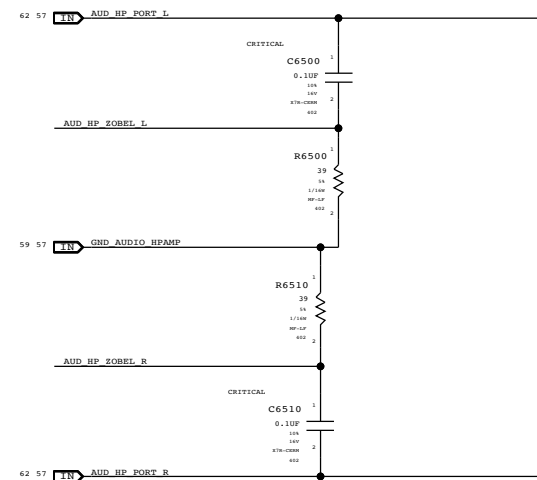 62 57 IN AUD_HP_PORT_L
CRITICAL
1
C6500
0.1UF
10%
16V
2
X7R-CERM
402
AUD_HP_ZOBEL_L
1
R6500
39
5%
1/16W
MF-LF
402
2
59 57 IN GND_AUDIO_HPAMP
1
R6510
39
5%
1/16W
MF-LF
402
2
AUD_HP_ZOBEL_R
CRITICAL
1
C6510
0.1UF
10%
16V
2
X7R-CERM
402
62 57 IN AUD_HP_PORT_R